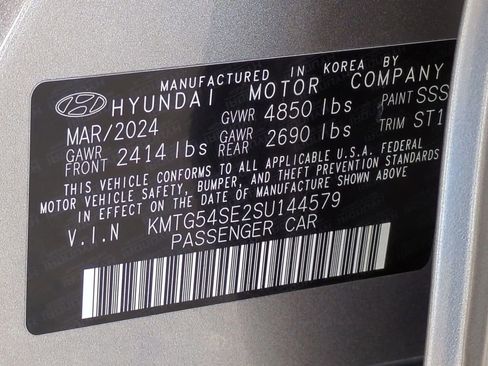 MANUFACTURED IN KOREA BY
HYUNDAI MOTOR COMPANY
MAR/2024 GVWR 4850 lbs PAINT SSS
GAWR FRONT 2414 lbs GAWR REAR 2690 lbs TRIM ST1
THIS VEHICLE CONFORMS TO ALL APPLICABLE U.S.A. FEDERAL
MOTOR VEHICLE SAFETY, BUMPER, AND THEFT PREVENTION STANDARDS
IN EFFECT ON THE DATE OF MANUFACTURE SHOWN ABOVE.
V.I.N KMTG54SE2SU144579
PASSENGER CAR